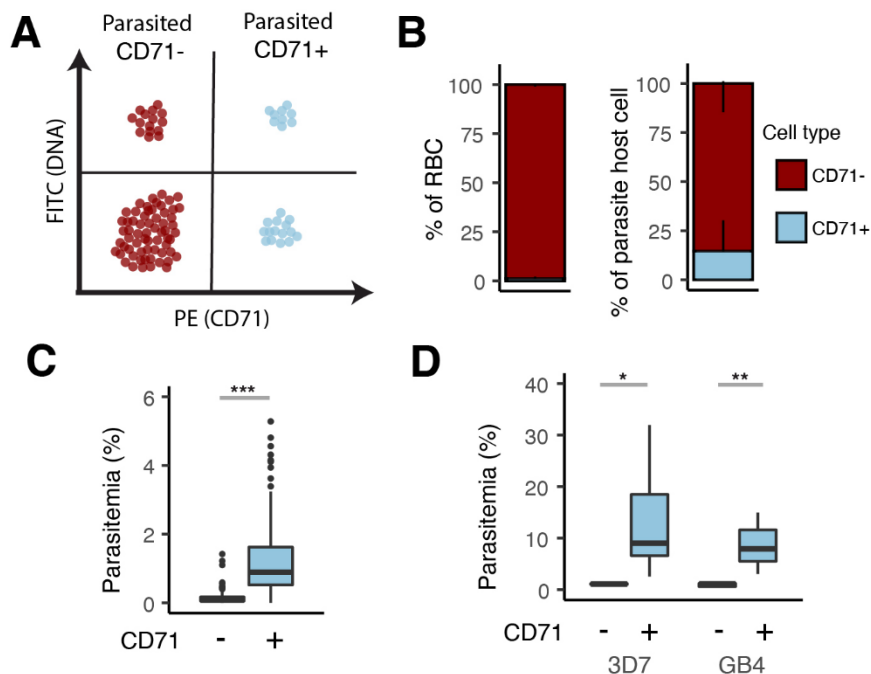 A
Parasited
CD71-
Parasited
CD71+
FITC (DNA)
PE (CD71)
B
% of RBC
100
75
50
25
0
% of parasite host cell
100
75
50
25
0
Cell type
CD71-
CD71+
C
Parasitemia (%)
6
4
2
0
***
CD71 - +
D
Parasitemia (%)
40
30
20
10
0
* **
CD71 - + - +
3D7 GB4